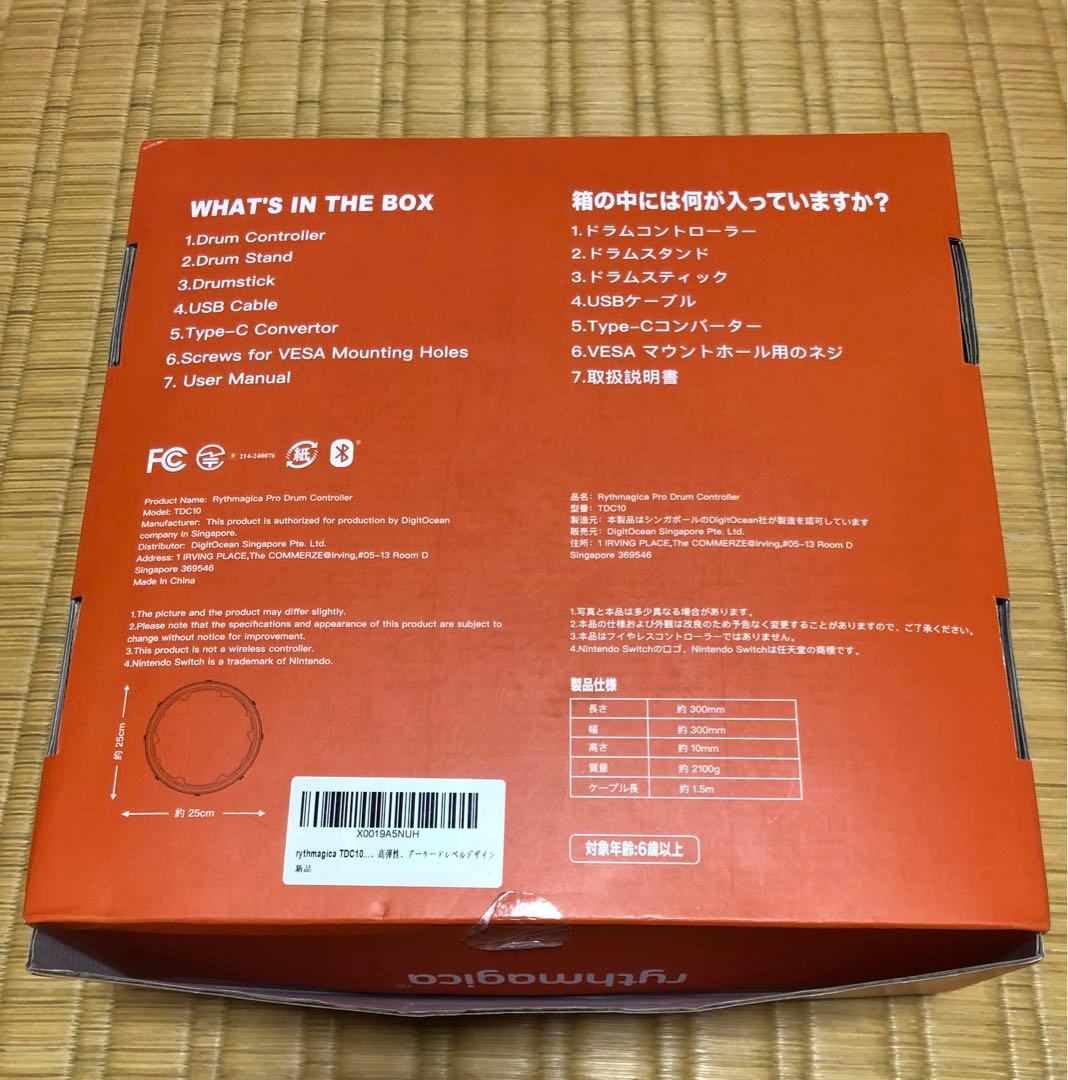 WHAT'S IN THE BOX
1.Drum Controller
2.Drum Stand
3.Drumstick
4.USB Cable
5.Type-C Convertor
6.Screws for VESA Mounting Holes
7. User Manual
箱の中には何が入っていますか?
1.ドラムコントローラー
2.ドラムスタンド
3.ドラムスティック
4.USBケーブル
5.Type-Cコンバーター
6.VESA マウントホール用のネジ
7.取扱説明書
FC R 214-240076 紙
Product Name: Rythmagica Pro Drum Controller
Model: TDC10
Manufacturer: This product is authorized for production by DigitOcean
company In Singapore.
Distributor: DigitOcean Singapore Pte. Ltd.
Address: 1 IRVING PLACE,The COMMERZE@Irving,#05-13 Room D
Singapore 369546
Made In China
品名: Rythmagica Pro Drum Controller
型番: TDC10
製造元: 本製品はシンガポールのDigitOcean社が製造を認可しています
販売元: DigitOcean Singapore Pte. Ltd.
住所: 1 IRVING PLACE,The COMMERZE@Irving,#05-13 Room D
Singapore 369546
1.The picture and the product may differ slightly.
2.Please note that the specifications and appearance of this product are subject to
change without notice for improvement.
3.This product is not a wireless controller.
4.Nintendo Switch is a trademark of Nintendo.
1.写真と本品は多少異なる場合があります。
2.本品の仕様および外観は改良のため予告なく変更することがありますので、ご了承ください。
3.本品はフイヤレスコントローラーではありません。
4.Nintendo Switchのロゴ、Nintendo Switchは任天堂の商標です。
約 25cm
約 25cm
製品仕様
長さ 約 300mm
幅 約 300mm
高さ 約 10mm
質量 約 2100g
ケーブル長 約 1.5m
対象年齢:6歳以上
X0019A5NUH
rythmagica TDC10...、高弾性、アーケードレベルデザイン
新品
rythmagica®